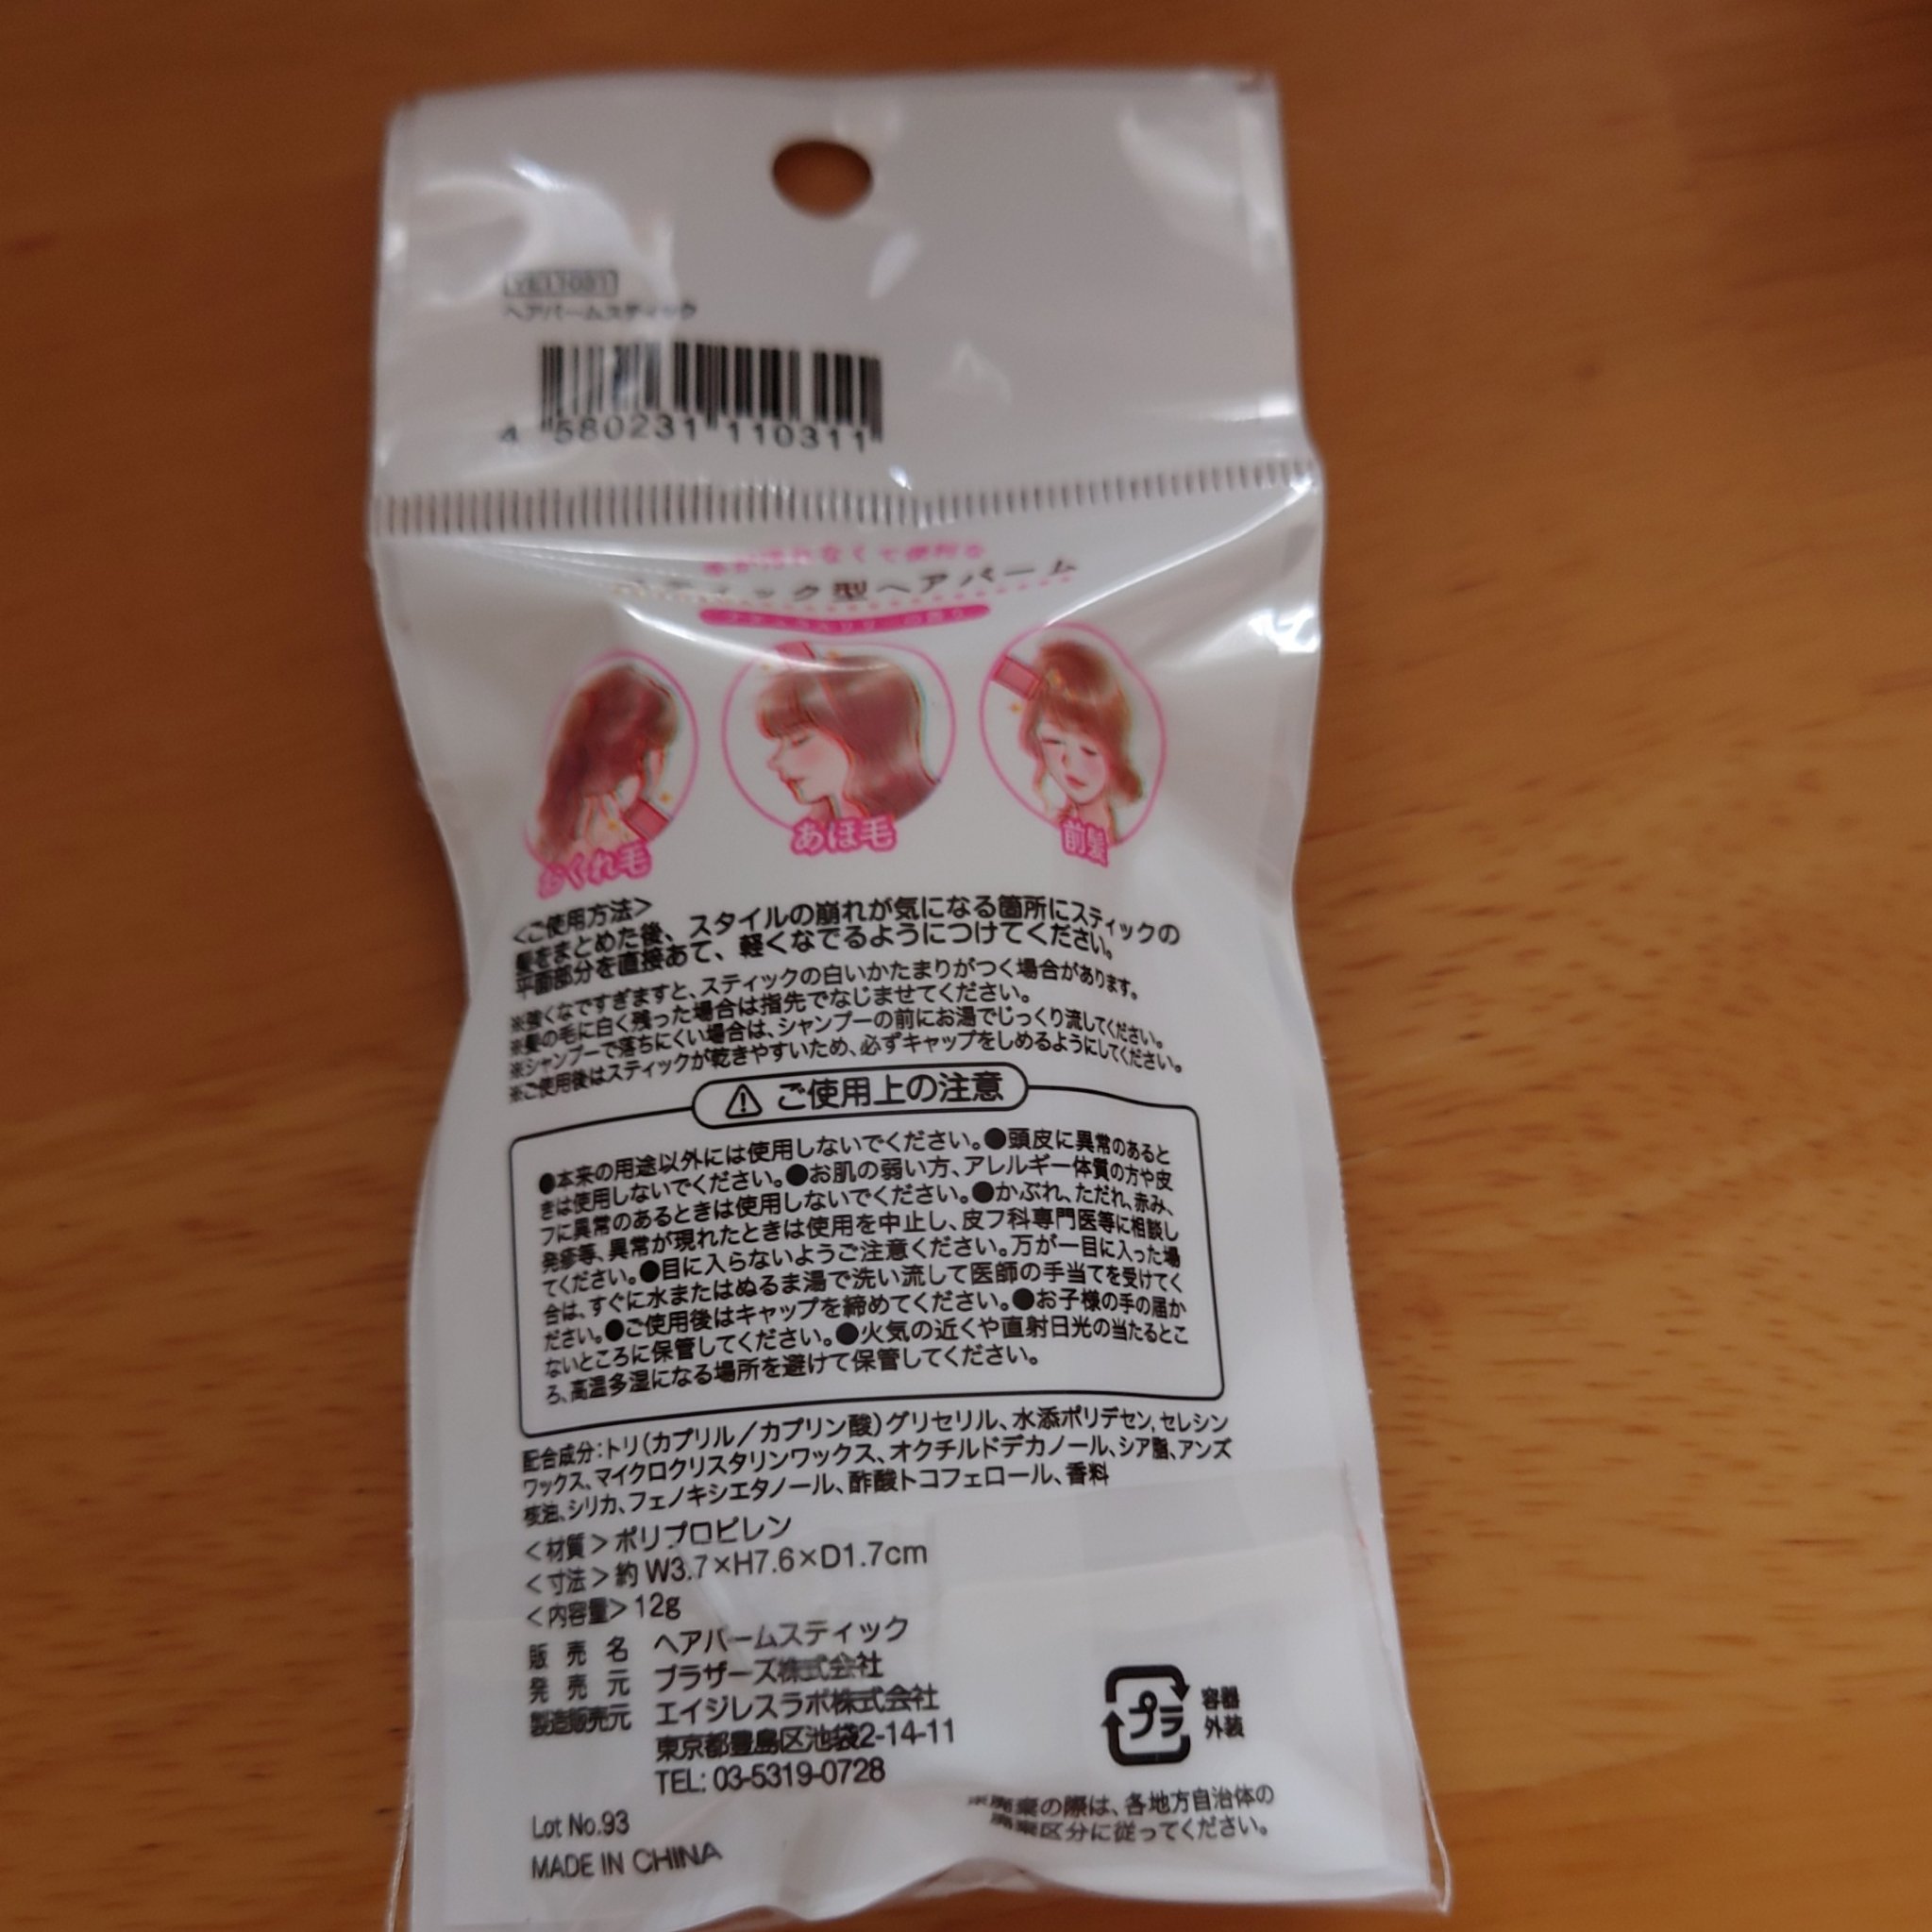 ヘアバームスティック
4 580231 110311
手が汚れなくて便利な
スティック型ヘアバーム
の香り
おくれ毛
あほ毛
前髪
<ご使用方法>
髪をまとめた後、スタイルの崩れが気になる箇所にスティックの
平面部分を直接あて、軽くなでるようにつけてください。
※強くなですぎますと、スティックの白いかたまりがつく場合があります。
※髪の毛に白く残った場合は指先でなじませてください。
※シャンプーで落ちにくい場合は、シャンプーの前にお湯でじっくり流してください。
※ご使用後はスティックが乾きやすいため、必ずキャップをしめるようにしてください。
ご使用上の注意
●本来の用途以外には使用しないでください。●頭皮に異常のあると
きは使用しないでください。●お肌の弱い方、アレルギー体質の方や皮
フに異常のあるときは使用しないでください。●かぶれ、ただれ、赤み、
発疹等、異常が現れたときは使用を中止し、皮フ科専門医等に相談し
てください。●目に入らないようご注意ください。万が一目に入った場
合は、すぐに水またはぬるま湯で洗い流して医師の手当てを受けてく
ださい。●ご使用後はキャップを締めてください。●お子様の手の届か
ないところに保管してください。●火気の近くや直射日光の当たるとこ
ろ、高温多湿になる場所を避けて保管してください。
配合成分:トリ(カプリル/カプリン酸)グリセリル、水添ポリデセン,セレシン
ワックス、マイクロクリスタリンワックス、オクチルドデカノール、シア脂、アンズ
核油、シリカ、フェノキシエタノール、酢酸トコフェロール、香料
<材質>ポリプロピレン
<寸法>約 W3.7×H7.6×D1.7cm
<内容量>12g
販売名 ヘアバームスティック
発売元 ブラザーズ株式会社
製造販売元 エイジレスラボ株式会社
東京都豊島区池袋2-14-11
TEL: 03-5319-0728
プラ 容器
外装
Lot No.93
MADE IN CHINA
※廃棄の際は、各地方自治体の
廃棄区分に従ってください。